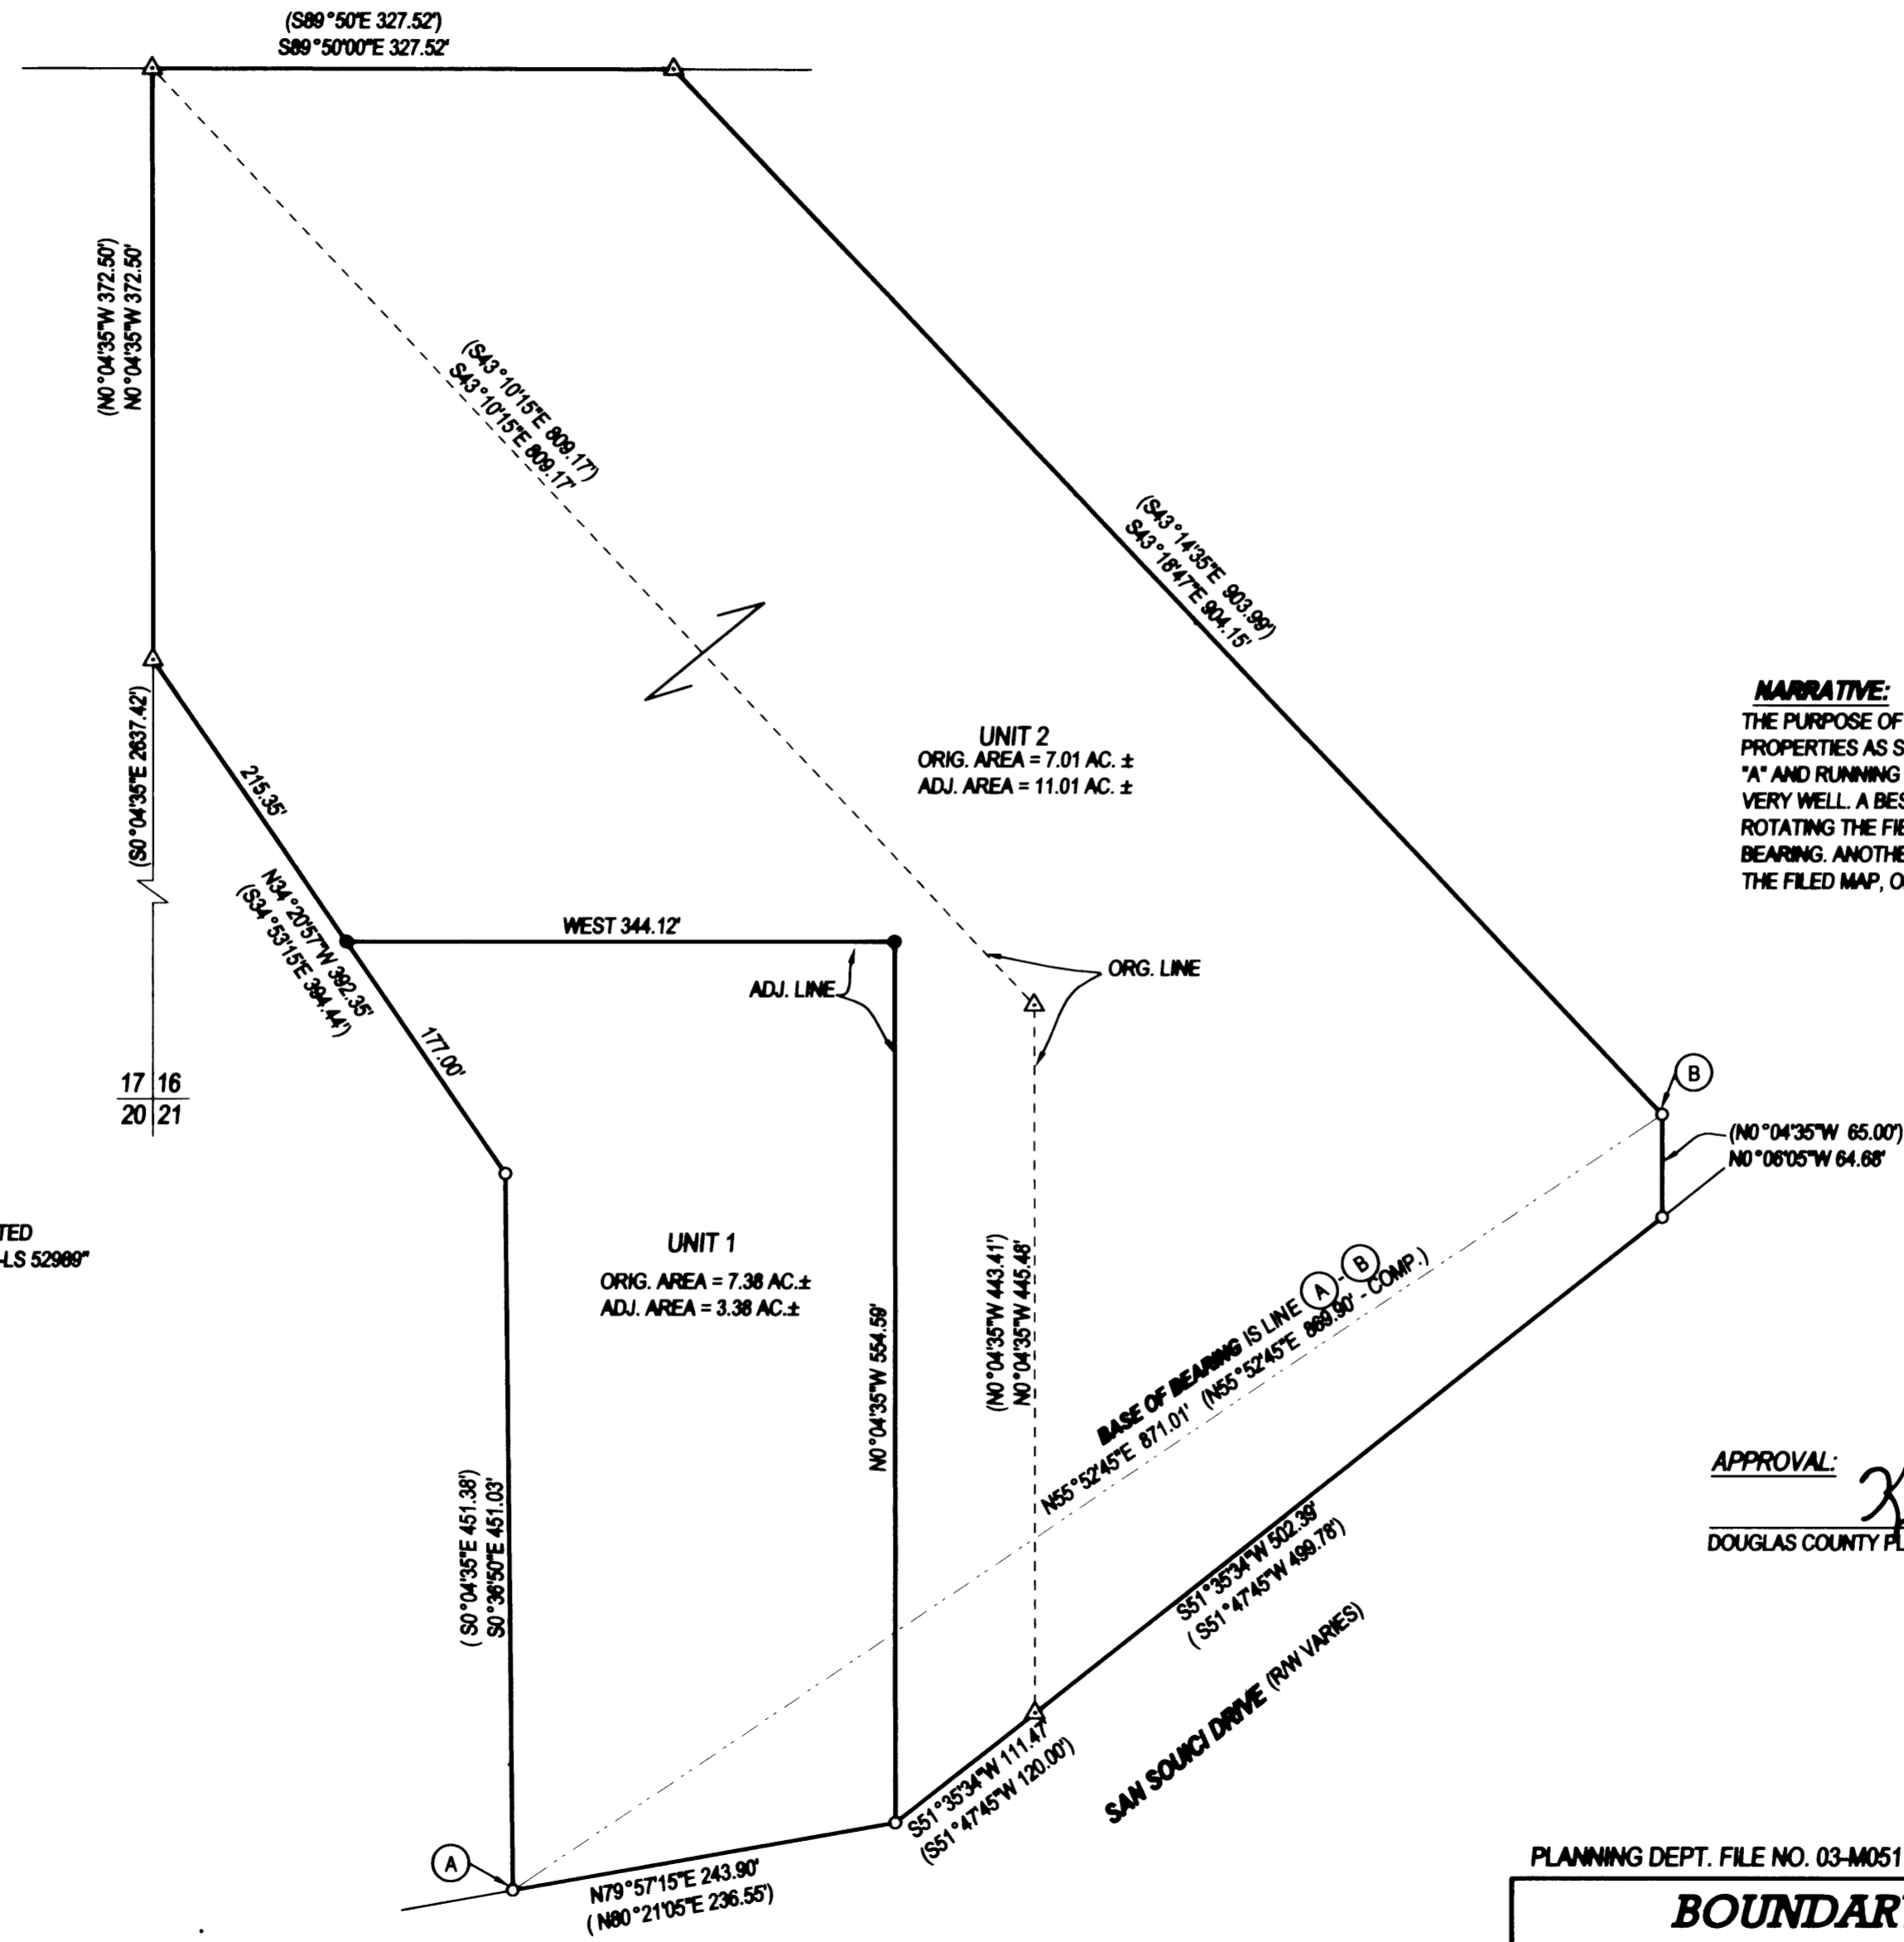 (S89°50'E 327.52')
S89°50'00"E 327.52'
(N0°04'35"W 372.50')
N0°04'35"W 372.50'
(S43°10'15"E 809.17')
S43°10'15"E 809.17'
(S43°14'35"E 903.99')
S43°18'47"E 904.15'
(S0°04'35"E 2637.42')
215.35'
N34°20'57"W 392.35'
(S34°53'15"E 394.44')
177.00'
UNIT 2
ORIG. AREA = 7.01 AC. ±
ADJ. AREA = 11.01 AC. ±
NARRATIVE:
THE PURPOSE OF
PROPERTIES AS S
"A" AND RUNNING
VERY WELL. A BES
ROTATING THE FIE
BEARING. ANOTHE
THE FILED MAP, O
WEST 344.12'
ADJ. LINE
ORG. LINE
17 16
20 21
B
(N0°04'35"W 65.00')
N0°06'05"W 64.68'
TED
-LS 52989"
UNIT 1
ORIG. AREA = 7.38 AC.±
ADJ. AREA = 3.38 AC.±
(N0°04'35"W 443.41')
N0°04'35"W 445.48'
N0°04'35"W 554.59'
BASE OF BEARING IS LINE A - B
N55°52'45"E 871.01' (N55°52'45"E 869.90' - COMP.)
(S0°04'35"E 451.38')
S0°36'50"E 451.03'
S51°35'34"W 502.39'
(S51°47'45"W 499.78')
SAN SOUICI DRIVE (R/W VARIES)
S51°35'34"W 111.47'
(S51°47'45"W 120.00')
A
N79°57'15"E 243.90'
(N80°21'05"E 236.55')
APPROVAL:
DOUGLAS COUNTY PL
PLANNING DEPT. FILE NO. 03-M051
BOUNDAR